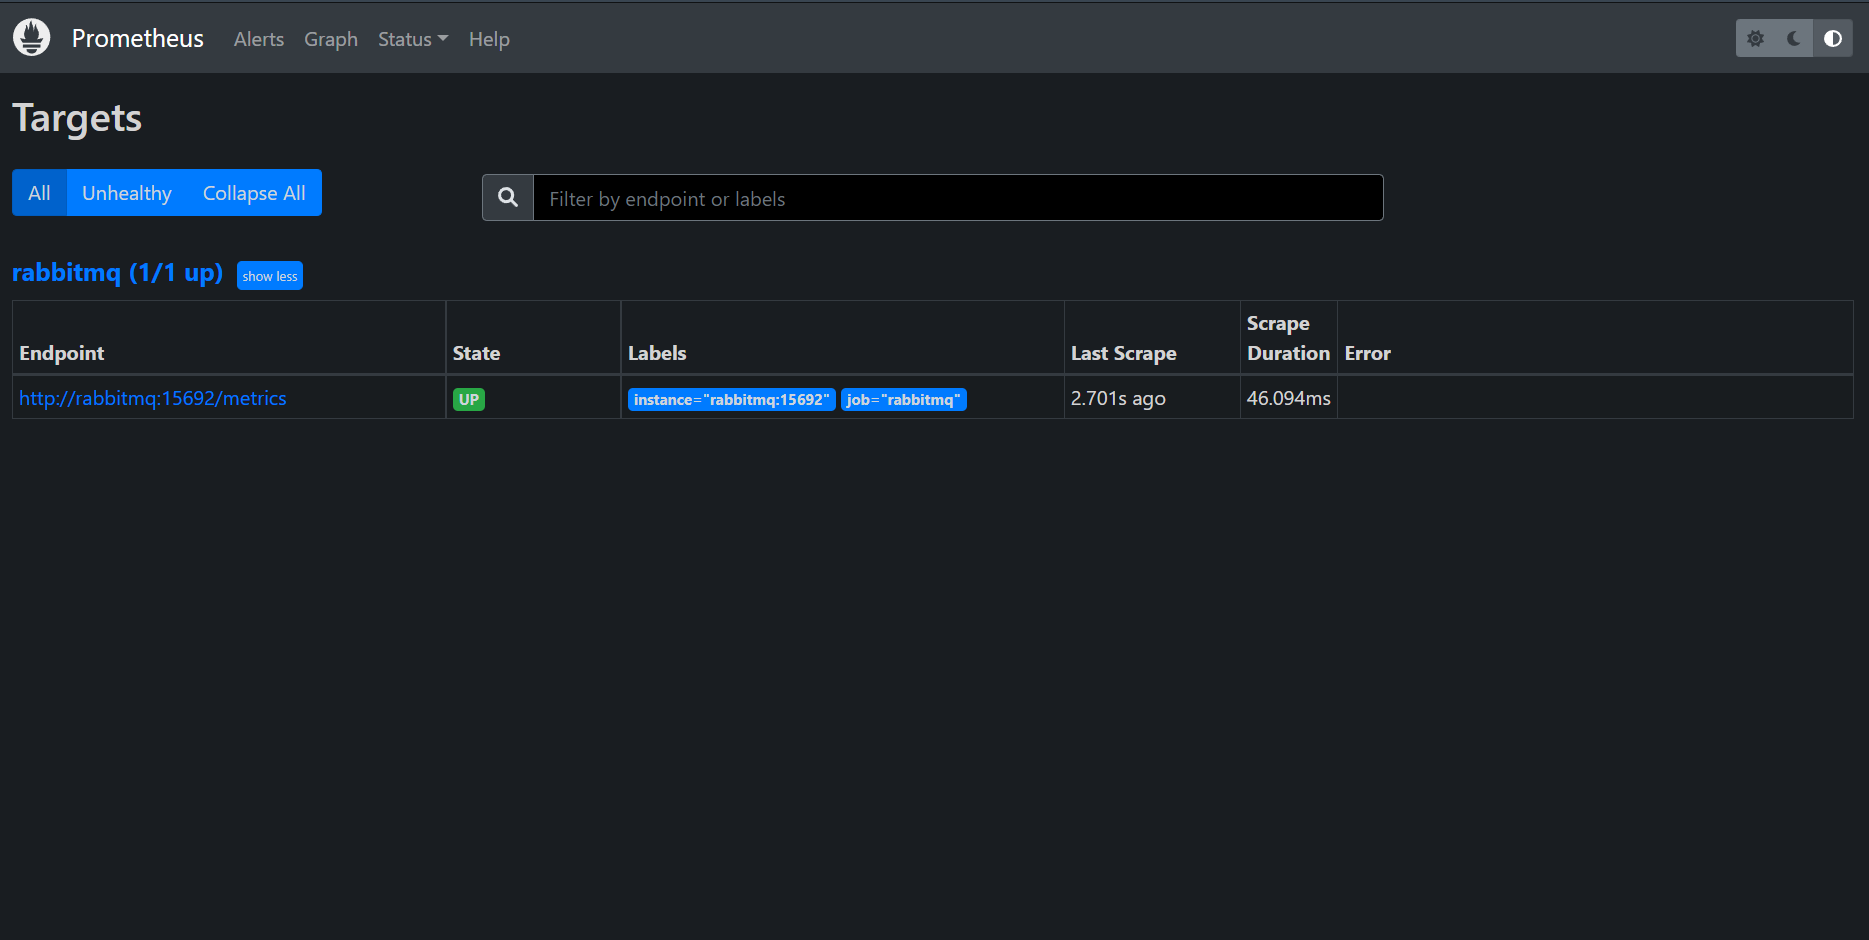 Prometheus Alerts Graph Status Help
Targets
All Unhealthy Collapse All
Filter by endpoint or labels
rabbitmq (1/1 up) show less
Endpoint State Labels Last Scrape Scrape Duration Error
http://rabbitmq:15692/metrics UP instance="rabbitmq:15692" job="rabbitmq" 2.701s ago 46.094ms